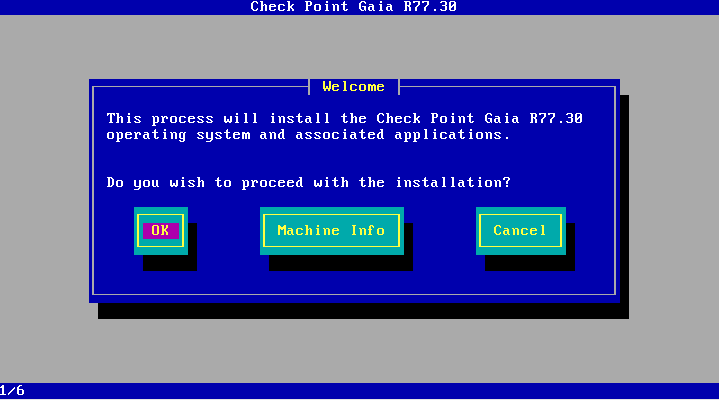 Check Point Gaia R77.30
Welcome
This process will install the Check Point Gaia R77.30
operating system and associated applications.
Do you wish to proceed with the installation?
OK Machine Info Cancel
1/6